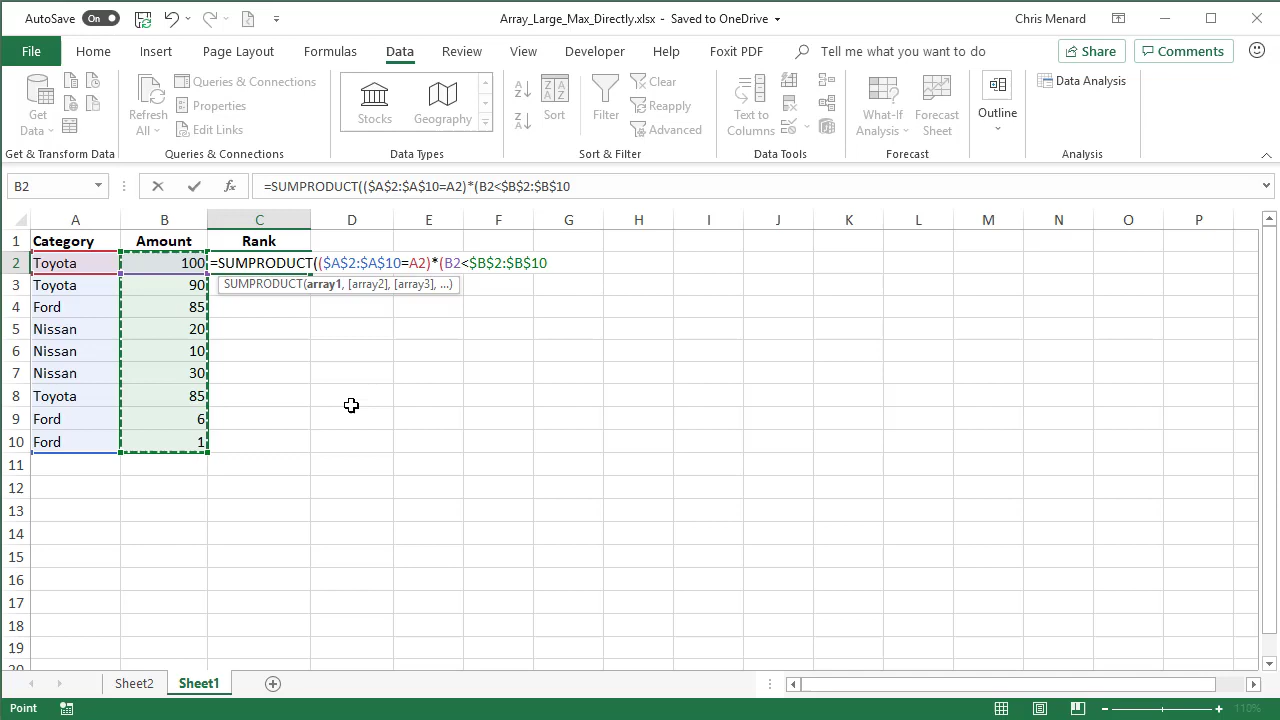 AutoSave On Array_Large_Max_Directly.xlsx - Saved to OneDrive Chris Menard
File Home Insert Page Layout Formulas Data Review View Developer Help Foxit PDF Tell me what you want to do Share Comments
Get Data
Refresh All
Queries & Connections
Properties
Edit Links
Stocks
Geography
Sort
Filter
Clear
Reapply
Advanced
Text to Columns
What-If Analysis
Forecast Sheet
Outline
Data Analysis
Get & Transform Data Queries & Connections Data Types Sort & Filter Data Tools Forecast Analysis
B2 fx =SUMPRODUCT(($A$2:$A$10=A2)*(B2<$B$2:$B$10
A B C D E F G H I J K L M N O P
1 Category Amount Rank
2 Toyota 100 =SUMPRODUCT(($A$2:$A$10=A2)*(B2<$B$2:$B$10
3 Toyota 90 SUMPRODUCT(array1, [array2], [array3], ...)
4 Ford 85
5 Nissan 20
6 Nissan 10
7 Nissan 30
8 Toyota 85
9 Ford 6
10 Ford 1
11
12
13
14
15
16
17
18
19
20
Sheet2 Sheet1
Point 110%